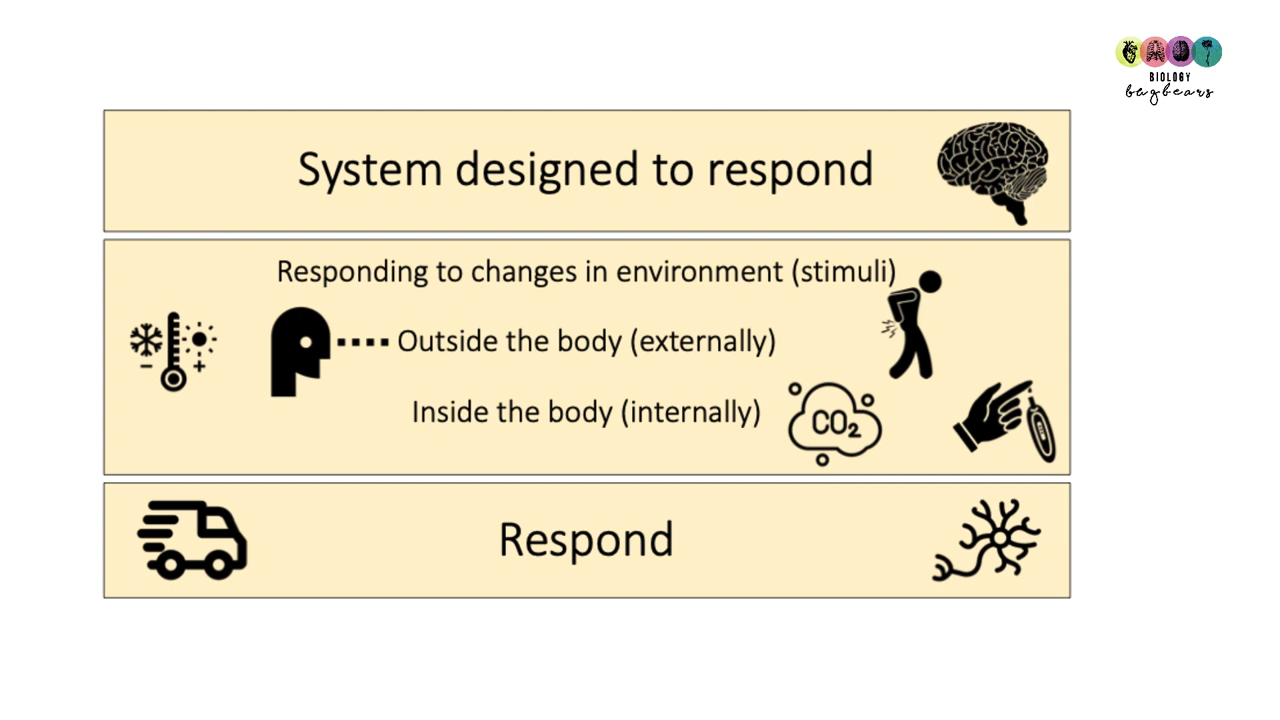 BIOLOGY
bugbears
System designed to respond
Responding to changes in environment (stimuli)
Outside the body (externally)
Inside the body (internally)
CO₂
Respond